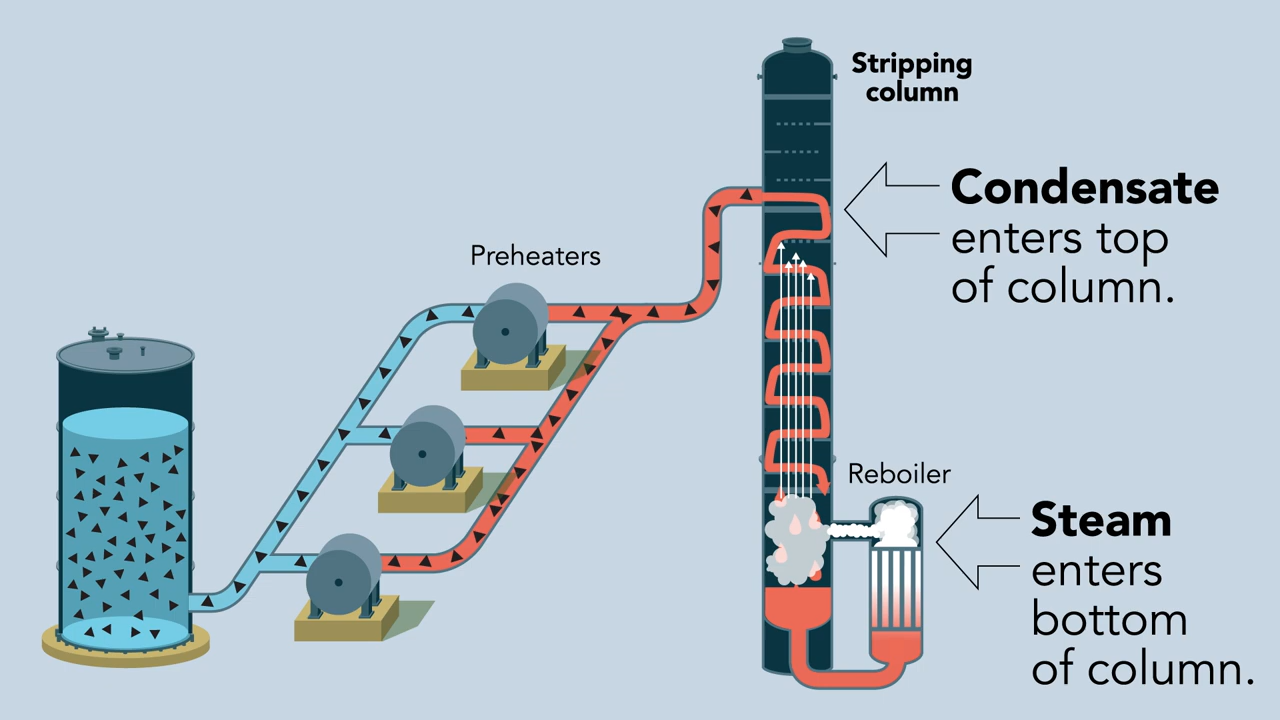 Stripping
column
Condensate
enters top
of column.
Preheaters
Reboiler
Steam
enters
bottom
of column.